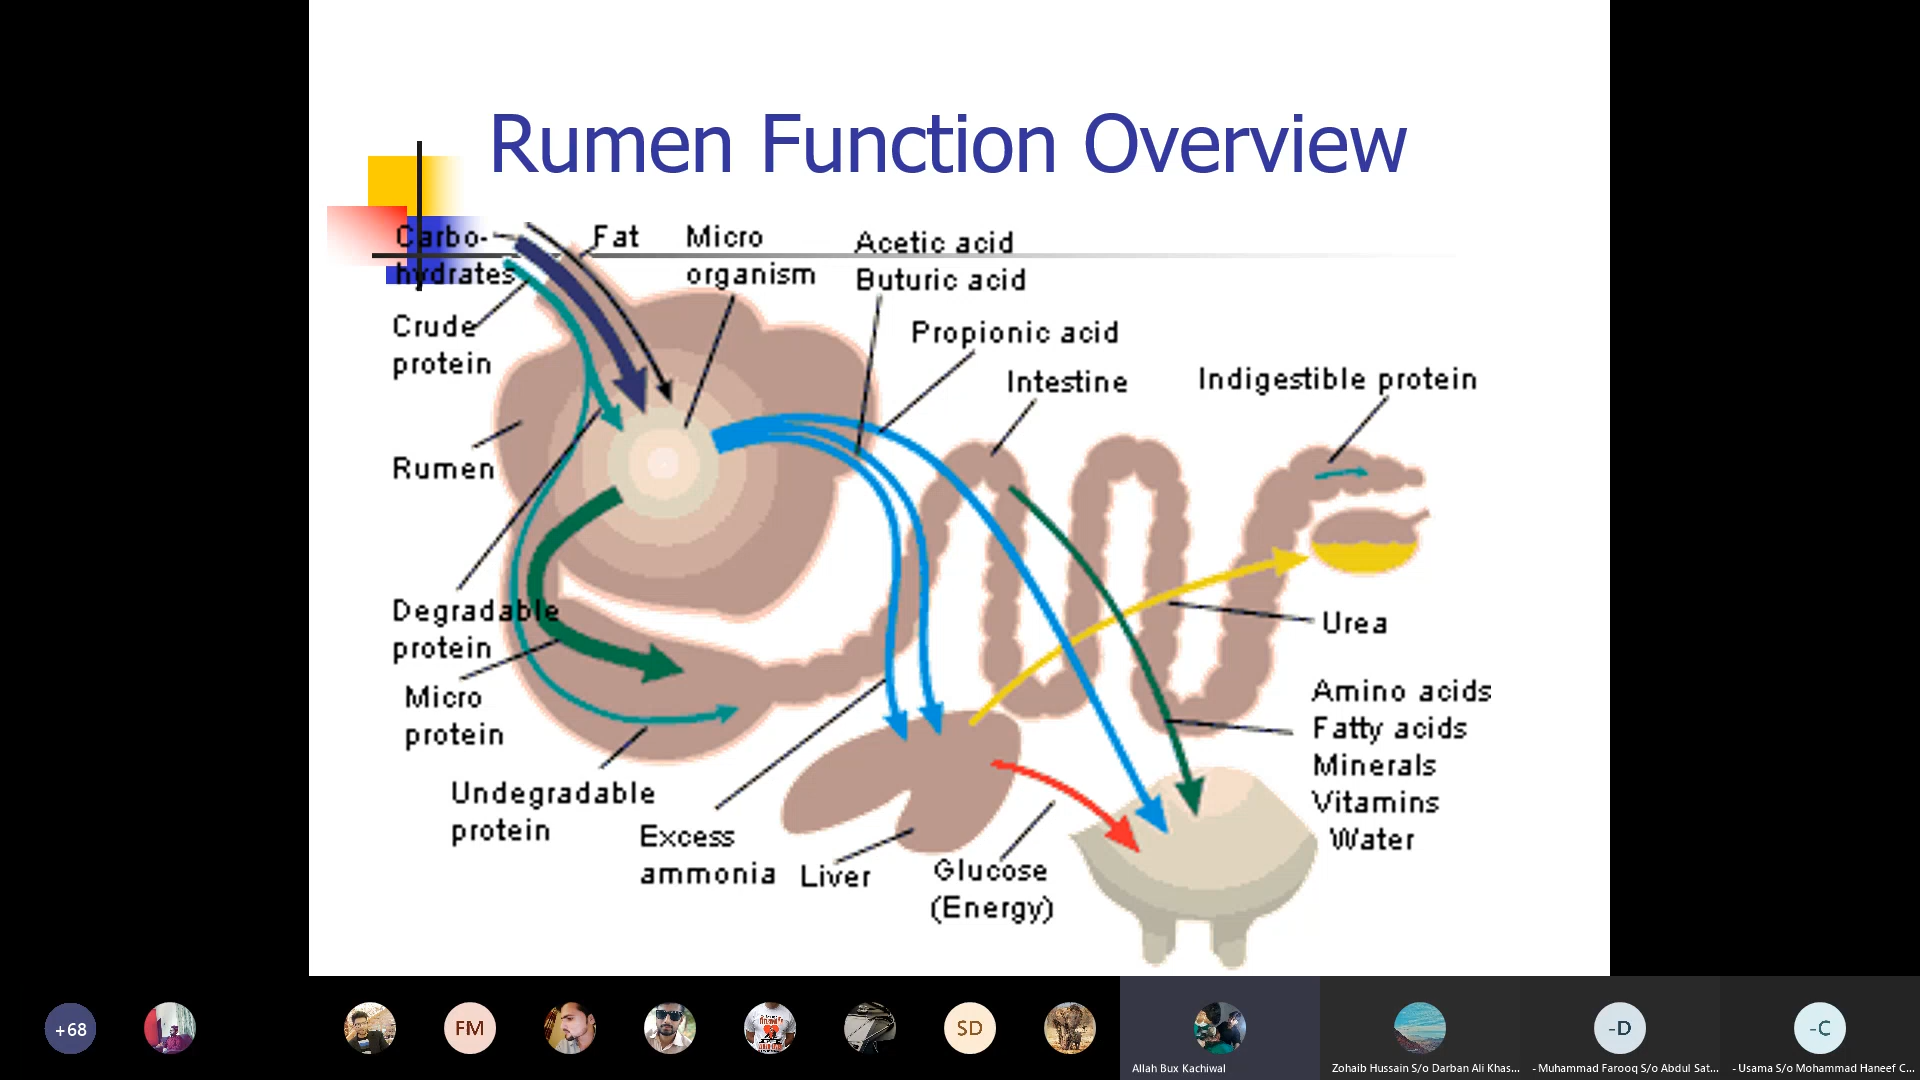 Rumen Function Overview
Carbo-
hydrates
Fat
Micro
organism
Acetic acid
Buturic acid
Propionic acid
Crude
protein
Intestine
Indigestible protein
Rumen
Degradable
protein
Urea
Micro
protein
Amino acids
Fatty acids
Minerals
Vitamins
Water
Undegradable
protein
Excess
ammonia
Liver
Glucose
(Energy)
+68
FM
SD
-D
-C
Allah Bux Kachiwal
Zohaib Hussain S/o Darban Ali Khas...
- Muhammad Farooq S/o Abdul Sat...
- Usama S/o Mohammad Haneef C...